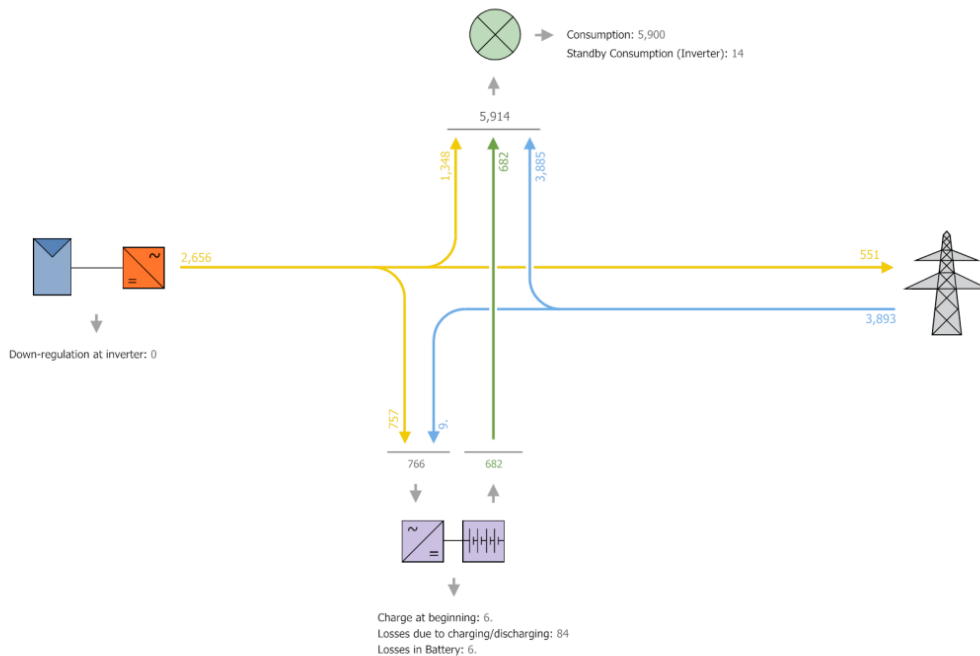 Consumption: 5,900
Standby Consumption (Inverter): 14
5,914
1,348
682
3,885
2,656
551
3,893
Down-regulation at inverter: 0
757
9.
766
682
Charge at beginning: 6.
Losses due to charging/discharging: 84
Losses in Battery: 6.